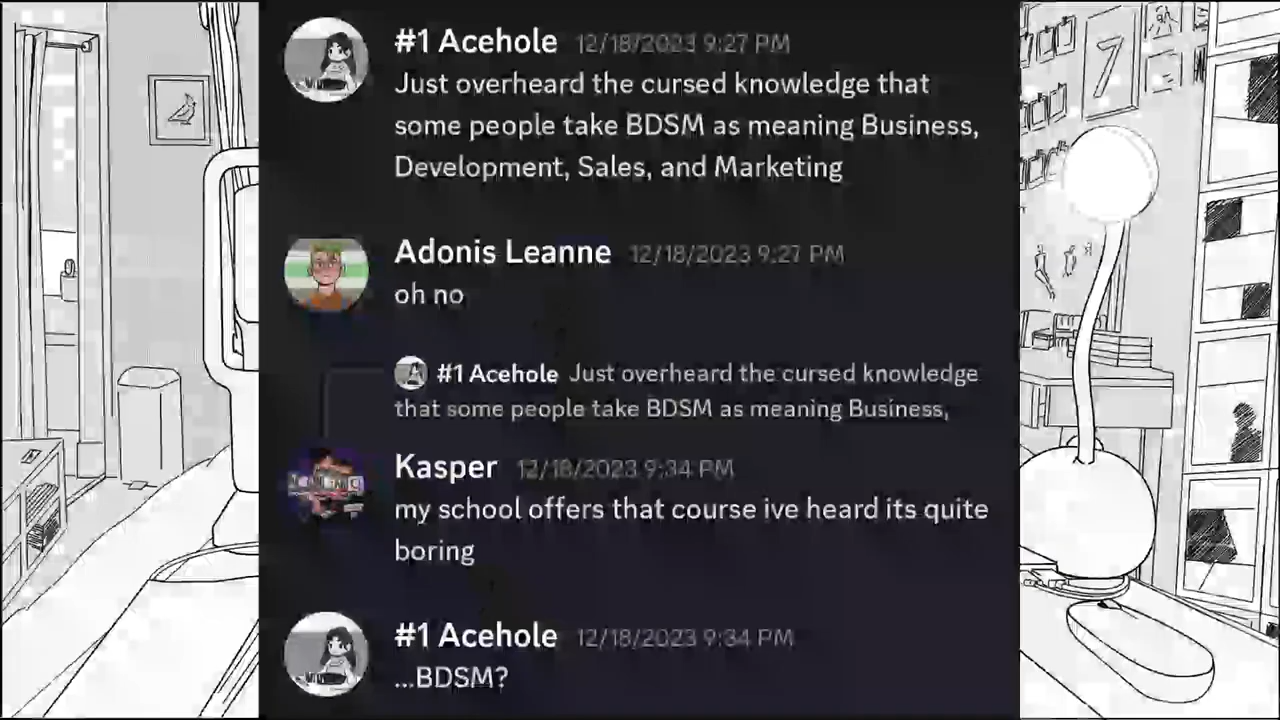 #1 Acehole 12/18/2023 9:27 PM
Just overheard the cursed knowledge that
some people take BDSM as meaning Business,
Development, Sales, and Marketing
Adonis Leanne 12/18/2023 9:27 PM
oh no
#1 Acehole Just overheard the cursed knowledge
that some people take BDSM as meaning Business,
Kasper 12/18/2023 9:34 PM
my school offers that course ive heard its quite
boring
#1 Acehole 12/18/2023 9:34 PM
...BDSM?
7